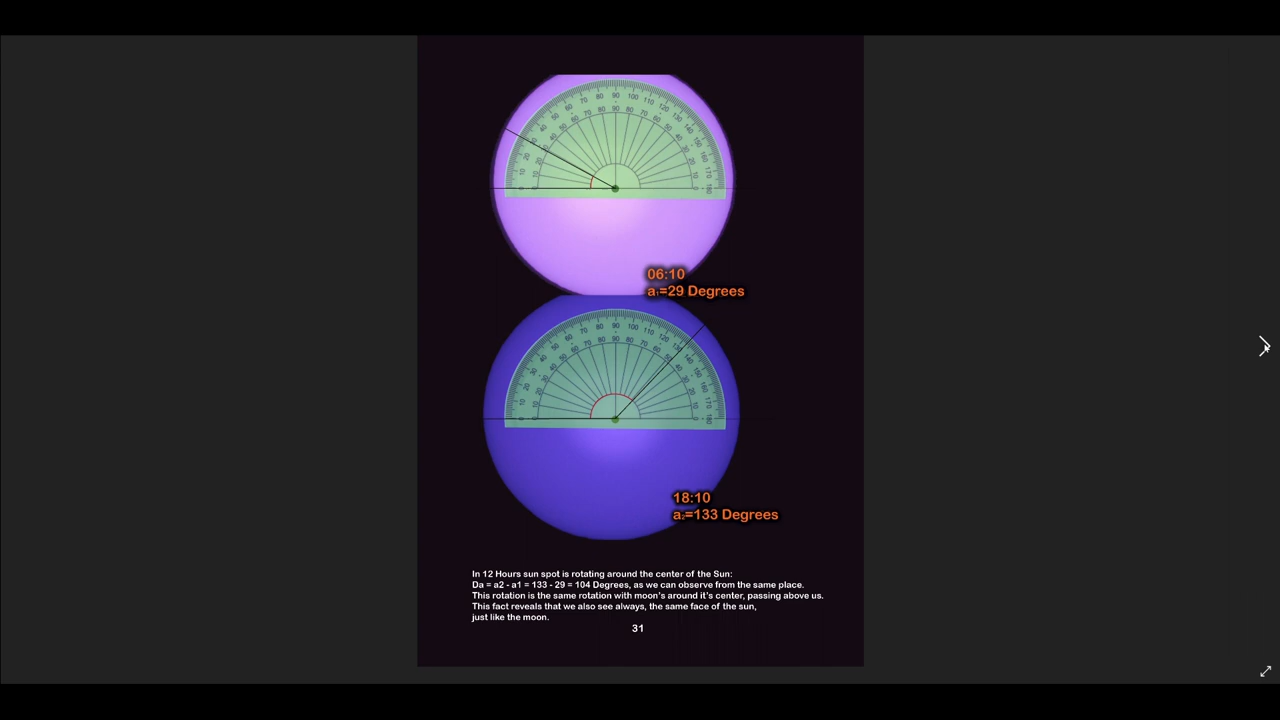 06:10
a₁=29 Degrees
18:10
a₂=133 Degrees
In 12 Hours sun spot is rotating around the center of the Sun:
Da = a2 - a1 = 133 - 29 = 104 Degrees, as we can observe from the same place.
This rotation is the same rotation with moon's around it's center, passing above us.
This fact reveals that we also see always, the same face of the sun,
just like the moon.
31